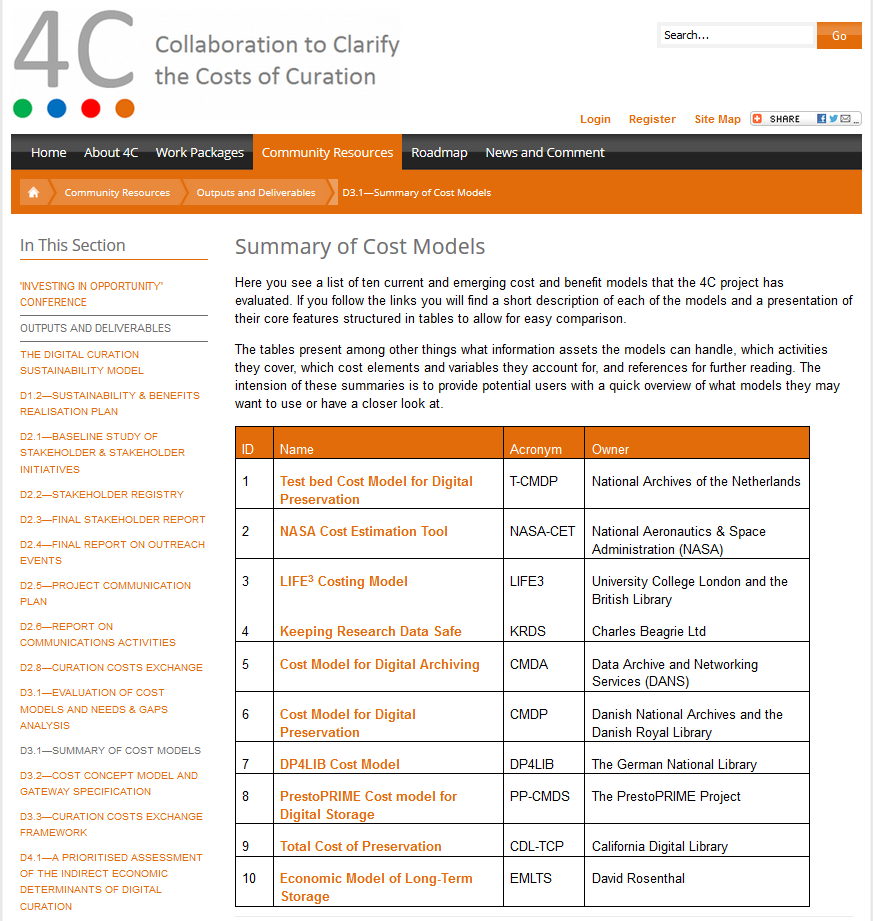 4C Collaboration to Clarify
the Costs of Curation
Search...
Go
Login Register Site Map SHARE
Home About 4C Work Packages Community Resources Roadmap News and Comment
Community Resources Outputs and Deliverables D3.1—Summary of Cost Models
In This Section
'INVESTING IN OPPORTUNITY'
CONFERENCE
OUTPUTS AND DELIVERABLES
THE DIGITAL CURATION
SUSTAINABILITY MODEL
D1.2—SUSTAINABILITY & BENEFITS
REALISATION PLAN
D2.1—BASELINE STUDY OF
STAKEHOLDER & STAKEHOLDER
INITIATIVES
D2.2—STAKEHOLDER REGISTRY
D2.3—FINAL STAKEHOLDER REPORT
D2.4—FINAL REPORT ON OUTREACH
EVENTS
D2.5—PROJECT COMMUNICATION
PLAN
D2.6—REPORT ON
COMMUNICATIONS ACTIVITIES
D2.8—CURATION COSTS EXCHANGE
D3.1—EVALUATION OF COST
MODELS AND NEEDS & GAPS
ANALYSIS
D3.1—SUMMARY OF COST MODELS
D3.2—COST CONCEPT MODEL AND
GATEWAY SPECIFICATION
D3.3—CURATION COSTS EXCHANGE
FRAMEWORK
D4.1—A PRIORITISED ASSESSMENT
OF THE INDIRECT ECONOMIC
DETERMINANTS OF DIGITAL
CURATION
Summary of Cost Models
Here you see a list of ten current and emerging cost and benefit models that the 4C project has
evaluated. If you follow the links you will find a short description of each of the models and a presentation of
their core features structured in tables to allow for easy comparison.
The tables present among other things what information assets the models can handle, which activities
they cover, which cost elements and variables they account for, and references for further reading. The
intension of these summaries is to provide potential users with a quick overview of what models they may
want to use or have a closer look at.
ID Name Acronym Owner
1 Test bed Cost Model for Digital T-CMDP National Archives of the Netherlands
Preservation
2 NASA Cost Estimation Tool NASA-CET National Aeronautics & Space
Administration (NASA)
3 LIFE³ Costing Model LIFE3 University College London and the
British Library
4 Keeping Research Data Safe KRDS Charles Beagrie Ltd
5 Cost Model for Digital Archiving CMDA Data Archive and Networking
Services (DANS)
6 Cost Model for Digital CMDP Danish National Archives and the
Preservation Danish Royal Library
7 DP4LIB Cost Model DP4LIB The German National Library
8 PrestoPRIME Cost model for PP-CMDS The PrestoPRIME Project
Digital Storage
9 Total Cost of Preservation CDL-TCP California Digital Library
10 Economic Model of Long-Term EMLTS David Rosenthal
Storage